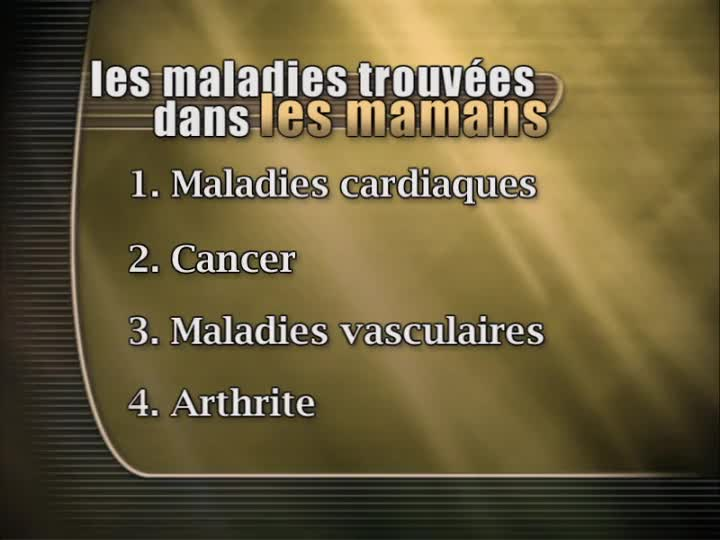 les maladies trouvées
dans les mamans
1. Maladies cardiaques
2. Cancer
3. Maladies vasculaires
4. Arthrite